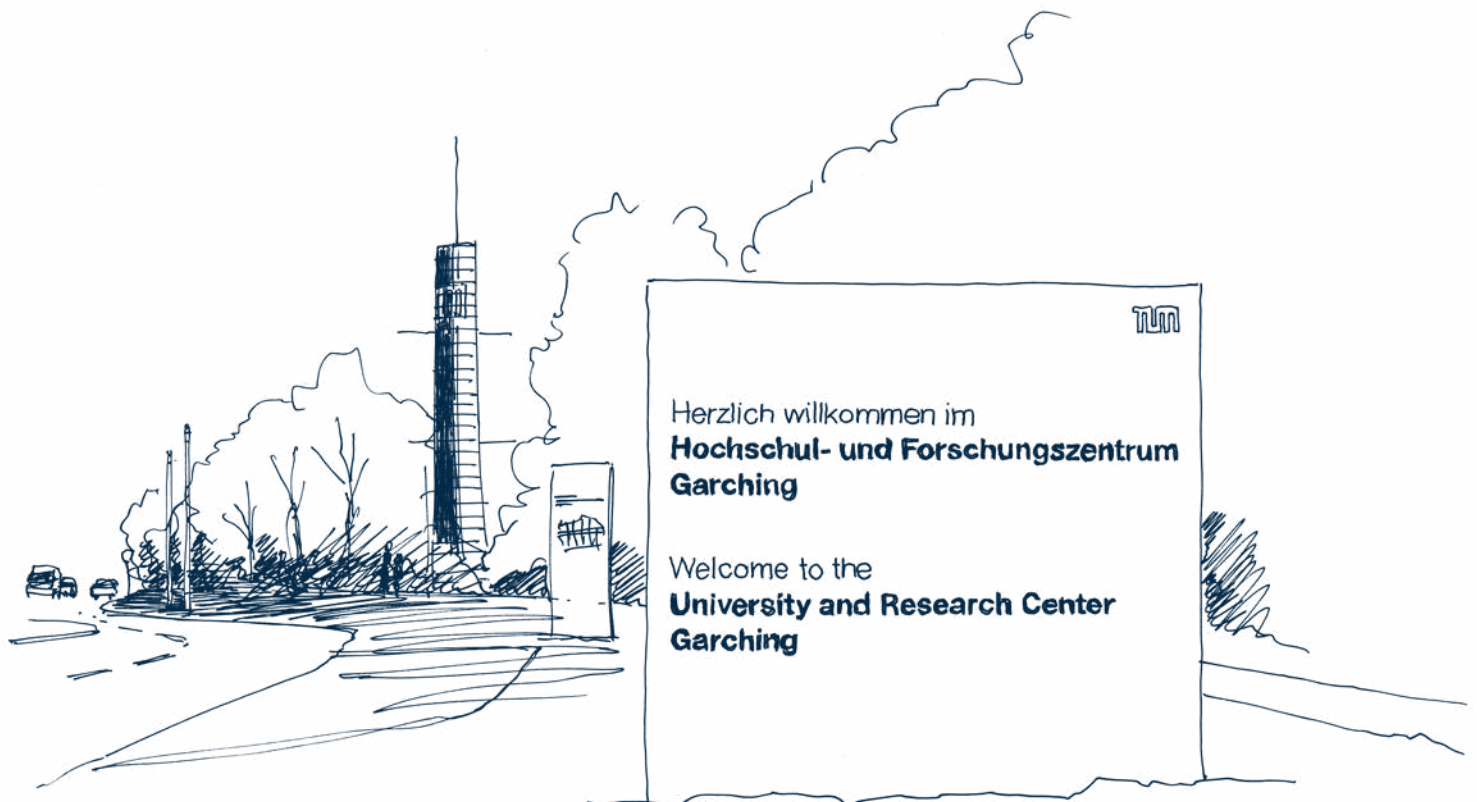 TUM
Herzlich willkommen im
Hochschul- und Forschungszentrum
Garching
Welcome to the
University and Research Center
Garching